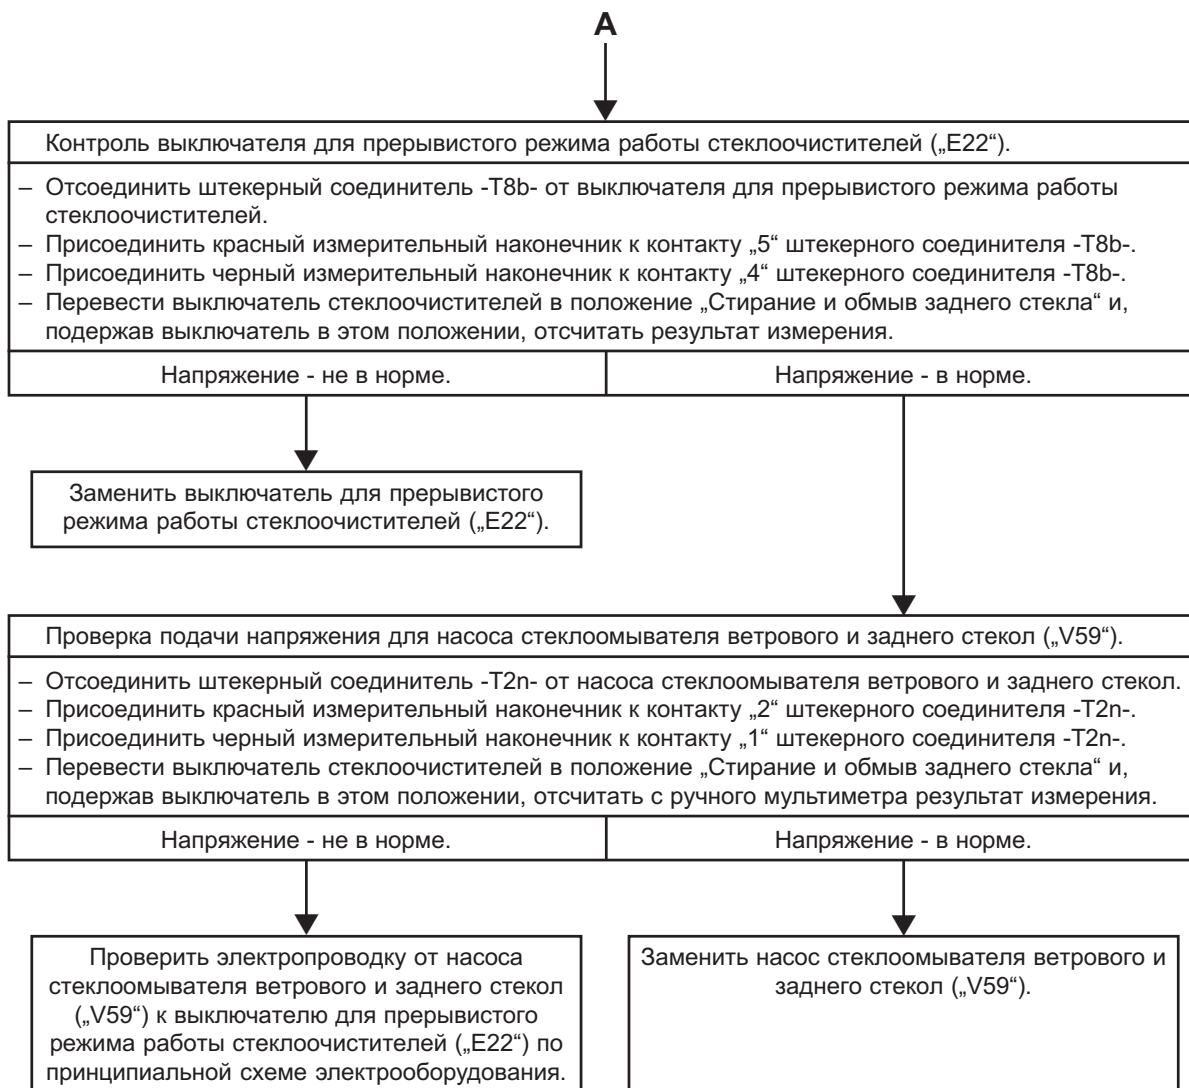 A
Контроль выключателя для прерывистого режима работы стеклоочистителей („E22“).
– Отсоединить штекерный соединитель -T8b- от выключателя для прерывистого режима работы
стеклоочистителей.
– Присоединить красный измерительный наконечник к контакту „5“ штекерного соединителя -T8b-.
– Присоединить черный измерительный наконечник к контакту „4“ штекерного соединителя -T8b-.
– Перевести выключатель стеклоочистителей в положение „Стирание и обмыв заднего стекла“ и,
подержав выключатель в этом положении, отсчитать результат измерения.
Напряжение - не в норме.
Напряжение - в норме.
Заменить выключатель для прерывистого
режима работы стеклоочистителей („E22“).
Проверка подачи напряжения для насоса стеклоомывателя ветрового и заднего стекол („V59“).
– Отсоединить штекерный соединитель -T2n- от насоса стеклоомывателя ветрового и заднего стекол.
– Присоединить красный измерительный наконечник к контакту „2“ штекерного соединителя -T2n-.
– Присоединить черный измерительный наконечник к контакту „1“ штекерного соединителя -T2n-.
– Перевести выключатель стеклоочистителей в положение „Стирание и обмыв заднего стекла“ и,
подержав выключатель в этом положении, отсчитать с ручного мультиметра результат измерения.
Напряжение - не в норме.
Напряжение - в норме.
Проверить электропроводку от насоса
стеклоомывателя ветрового и заднего стекол
(„V59“) к выключателю для прерывистого
режима работы стеклоочистителей („E22“) по
принципиальной схеме электрооборудования.
Заменить насос стеклоомывателя ветрового и
заднего стекол („V59“).